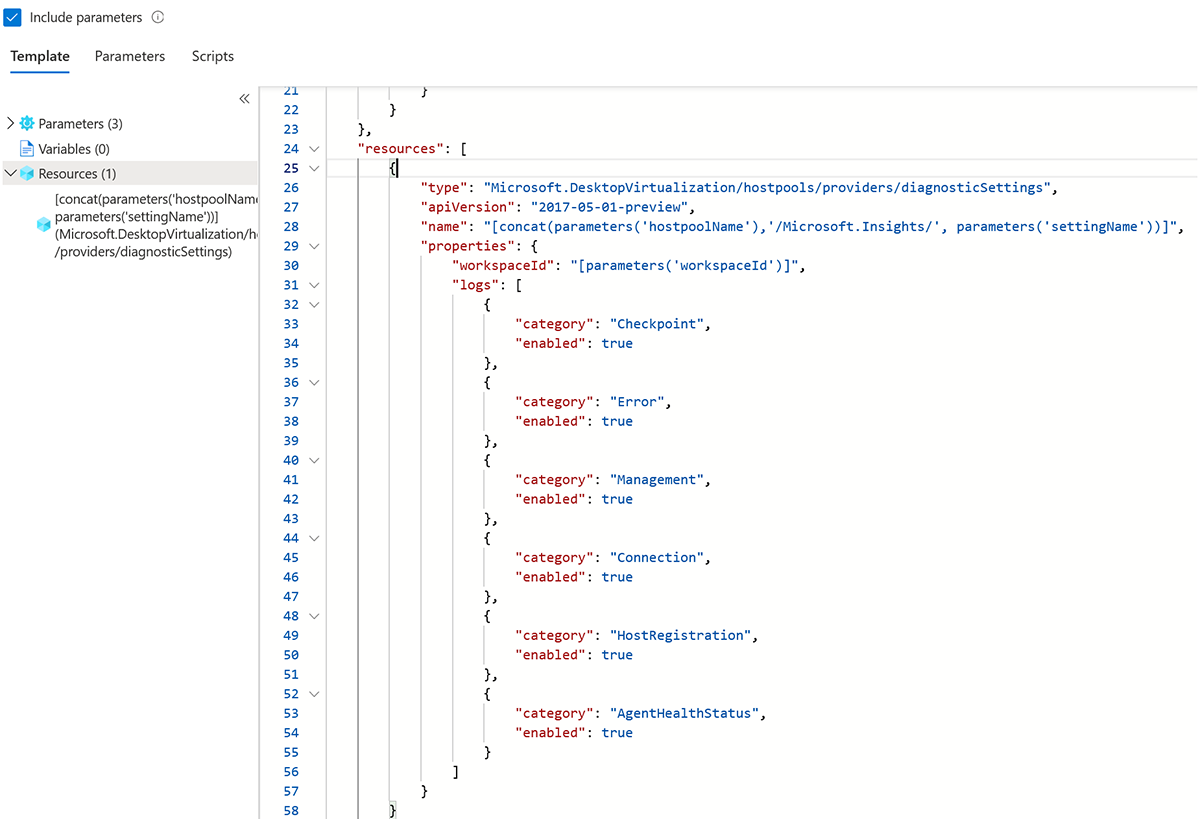 Include parameters
Template Parameters Scripts
Parameters (3)
Variables (0)
Resources (1)
[concat(parameters('hostpoolName
parameters('settingName'))]
(Microsoft.DesktopVirtualization/ho
/providers/diagnosticSettings)
21 }
22 }
23 },
24 "resources": [
25 {
26 "type": "Microsoft.DesktopVirtualization/hostpools/providers/diagnosticSettings",
27 "apiVersion": "2017-05-01-preview",
28 "name": "[concat(parameters('hostpoolName'),'/Microsoft.Insights/', parameters('settingName'))]",
29 "properties": {
30 "workspaceId": "[parameters('workspaceId')]",
31 "logs": [
32 {
33 "category": "Checkpoint",
34 "enabled": true
35 },
36 {
37 "category": "Error",
38 "enabled": true
39 },
40 {
41 "category": "Management",
42 "enabled": true
43 },
44 {
45 "category": "Connection",
46 "enabled": true
47 },
48 {
49 "category": "HostRegistration",
50 "enabled": true
51 },
52 {
53 "category": "AgentHealthStatus",
54 "enabled": true
55 }
56 ]
57 }
58 }